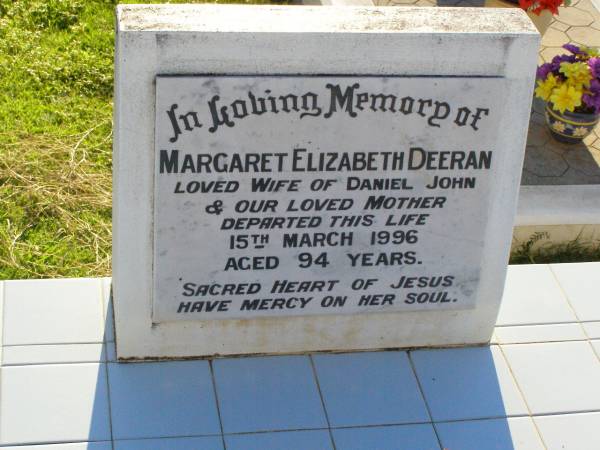 In Loving Memory of
MARGARET ELIZABETH DEERAN
LOVED WIFE OF DANIEL JOHN
& OUR LOVED MOTHER
DEPARTED THIS LIFE
15TH MARCH 1996
AGED 94 YEARS.
SACRED HEART OF JESUS
HAVE MERCY ON HER SOUL.